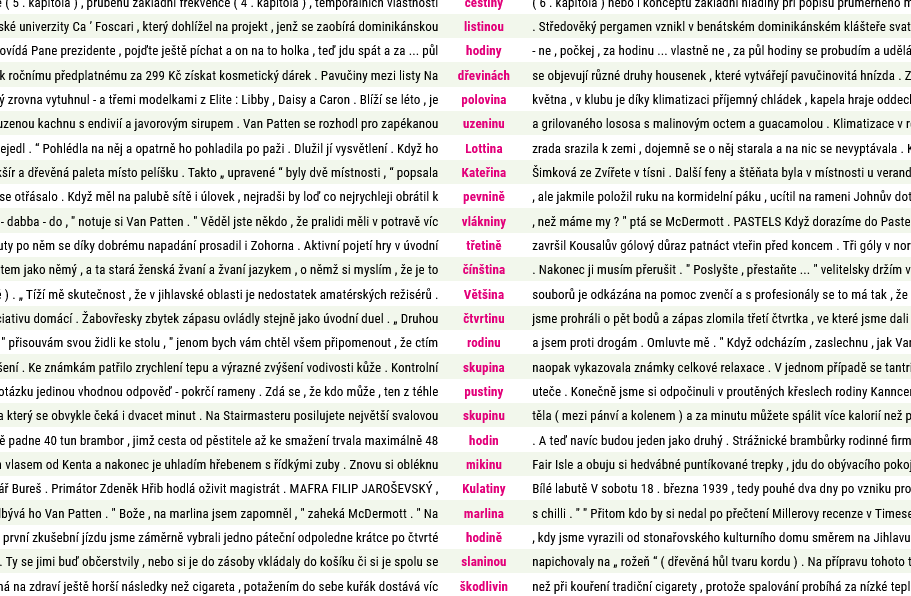 ( 5 . kapitola ) , průběhu základní frekvence ( 4 . kapitola ) , temporálních vlastností češtiny ( 6 . kapitola ) nebo i konceptu základní hladiny při popisu průměrného m
ské univerzity Ca ' Foscari , který dohlížel na projekt , jenž se zaobírá dominikánskou listinou . Středověký pergamen vznikl v benátském dominikánském klášteře svat
ovídá Pane prezidente , pojďte ještě píchat a on na to holka , teď jdu spát a za ... půl hodiny - ne , počkej , za hodinu ... vlastně ne , za půl hodiny se probudím a udělá
k ročnímu předplatnému za 299 Kč získat kosmetický dárek . Pavučiny mezi listy Na dřevinách se objevují různé druhy housenek , které vytvářejí pavučinovitá hnízda . Z
ý zrovna vytuhnul - a třemi modelkami z Elite : Libby , Daisy a Caron . Blíží se léto , je polovina května , v klubu je díky klimatizaci příjemný chládek , kapela hraje oddech
uzenou kachnu s endivií a javorovým sirupem . Van Patten se rozhodl pro zapékanou uzeninu a grilovaného lososa s malinovým octem a guacamolou . Klimatizace v r
ejedl . “ Pohlédla na něj a opatrně ho pohladila po paži . Dlužil jí vysvětlení . Když ho Lottina zrada srazila k zemi , dojemně se o něj starala a na nic se nevyptávala . K
kšír a dřevěná paleta místo pelíšku . Takto „ upravené “ byly dvě místnosti , “ popsala Kateřina Šimková ze Zvířete v tísni . Další feny a štěňata byla v místnosti u verand
se otřásalo . Když měl na palubě sítě i úlovek , nejradši by loď co nejrychleji obrátil k pevnině , ale jakmile položil ruku na kormidelní páku , ucítil na rameni Johnův dot
- dabba - do , " notuje si Van Patten . " Věděl jste někdo , že pralidi měli v potravě víc vlákniny , než máme my ? " ptá se McDermott . PASTELS Když dorazíme do Paste
uty po něm se díky dobrému napadání prosadil i Zohorna . Aktivní pojetí hry v úvodní třetině završil Kousalův gólový důraz patnáct vteřin před koncem . Tři góly v nor
tem jako němý , a ta stará ženská žvaní a žvaní jazykem , o němž si myslím , že je to čínština . Nakonec ji musím přerušit . " Poslyšte , přestaňte ... " velitelsky držím v
) . „ Tíží mě skutečnost , že v jihlavské oblasti je nedostatek amatérských režisérů . Většina souborů je odkázána na pomoc zvenčí a s profesionály se to má tak , že
ciativu domácí . Žabovřesky zbytek zápasu ovládly stejně jako úvodní duel . „ Druhou čtvrtinu jsme prohráli o pět bodů a zápas zlomila třetí čtvrtka , ve které jsme dali
" přisouvám svou židli ke stolu , " jenom bych vám chtěl všem připomenout , že ctím rodinu a jsem proti drogám . Omluvte mě . " Když odcházím , zaslechnu , jak Van
šení . Ke známkám patřilo zrychlení tepu a výrazné zvýšení vodivosti kůže . Kontrolní skupina naopak vykazovala známky celkové relaxace . V jednom případě se tantri
otázku jedinou vhodnou odpověď - pokrčí rameny . Zdá se , že kdo může , ten z téhle pustiny uteče . Konečně jsme si odpočinuli v proutěných křeslech rodiny Kannen
a který se obvykle čeká i dvacet minut . Na Stairmasteru posilujete největší svalovou skupinu těla ( mezi pánví a kolenem ) a za minutu můžete spálit více kalorií než p
ě padne 40 tun brambor , jimž cesta od pěstitele až ke smažení trvala maximálně 48 hodin . A teď navíc budou jeden jako druhý . Strážnické brambůrky rodinné firm
vlasem od Kenta a nakonec je uhladím hřebenem s řídkými zuby . Znovu si obléknu mikinu Fair Isle a obuju si hedvábné puntíkované trepky , jdu do obývacího pokoj
ář Bureš . Primátor Zdeněk Hřib hodlá oživit magistrát . MAFRA FILIP JAROŠEVSKÝ , Kulatiny Bílé labutě V sobotu 18 . března 1939 , tedy pouhé dva dny po vzniku pro
bývá ho Van Patten . " Bože , na marlina jsem zapomněl , " zaheká McDermott . " Na marlina s chilli . " " Přitom kdo by si nedal po přečtení Millerovy recenze v Timese
první zkušební jízdu jsme záměrně vybrali jedno páteční odpoledne krátce po čtvrté hodině , kdy jsme vyrazili od stonařovského kulturního domu směrem na Jihlavu
. Ty se jimi buď občerstvily , nebo si je do zásoby vkládaly do košíku či si je spolu se slaninou napichovaly na „ rožeň “ ( dřevěná hůl tvaru kordu ) . Na přípravu tohoto t
ná na zdraví ještě horší následky než cigareta , potažením do sebe kuřák dostává víc škodlivin než při kouření tradiční cigarety , protože spalování probíhá za nízké tepl